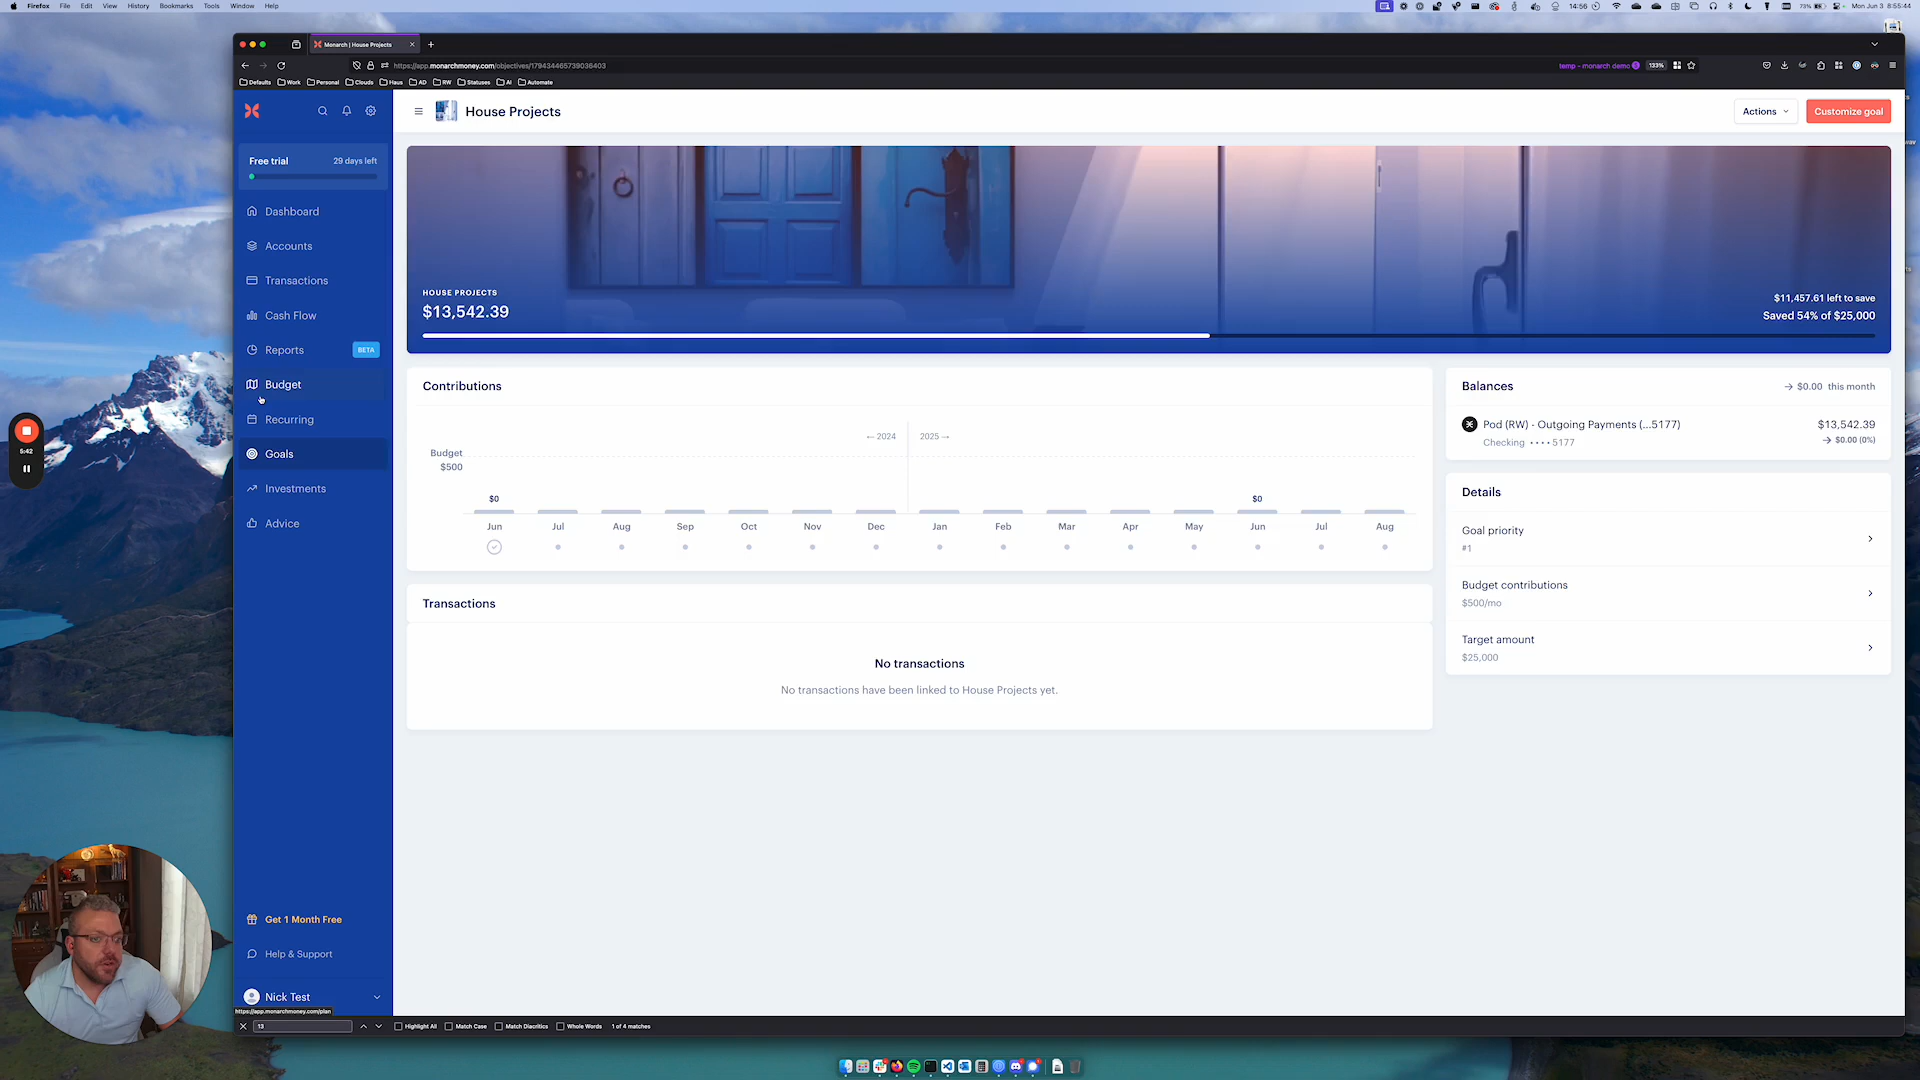 Firefox File Edit View History Bookmarks Tools Window Help
14:56 73% Mon Jun 3 8:55:44
Monarch | House Projects
https://app.monarchmoney.com/objectives/179434465739036403
temp - monarch demo 133%
Defaults Work Personal Clouds Haus AD RW Statuses AI Automate
House Projects
Actions
Customize goal
Free trial 29 days left
Dashboard
Accounts
Transactions
Cash Flow
Reports BETA
Budget
Recurring
Goals
Investments
Advice
Get 1 Month Free
Help & Support
Nick Test
https://app.monarchmoney.com/plan
5:42
HOUSE PROJECTS
$13,542.39
$11,457.61 left to save
Saved 54% of $25,000
Contributions
← 2024 2025 →
Budget
$500
$0 $0
Jun Jul Aug Sep Oct Nov Dec Jan Feb Mar Apr May Jun Jul Aug
Transactions
No transactions
No transactions have been linked to House Projects yet.
Balances → $0.00 this month
Pod (RW) - Outgoing Payments (...5177) $13,542.39
Checking •••• 5177 → $0.00 (0%)
Details
Goal priority
#1
Budget contributions
$500/mo
Target amount
$25,000
13 Highlight All Match Case Match Diacritics Whole Words 1 of 4 matches